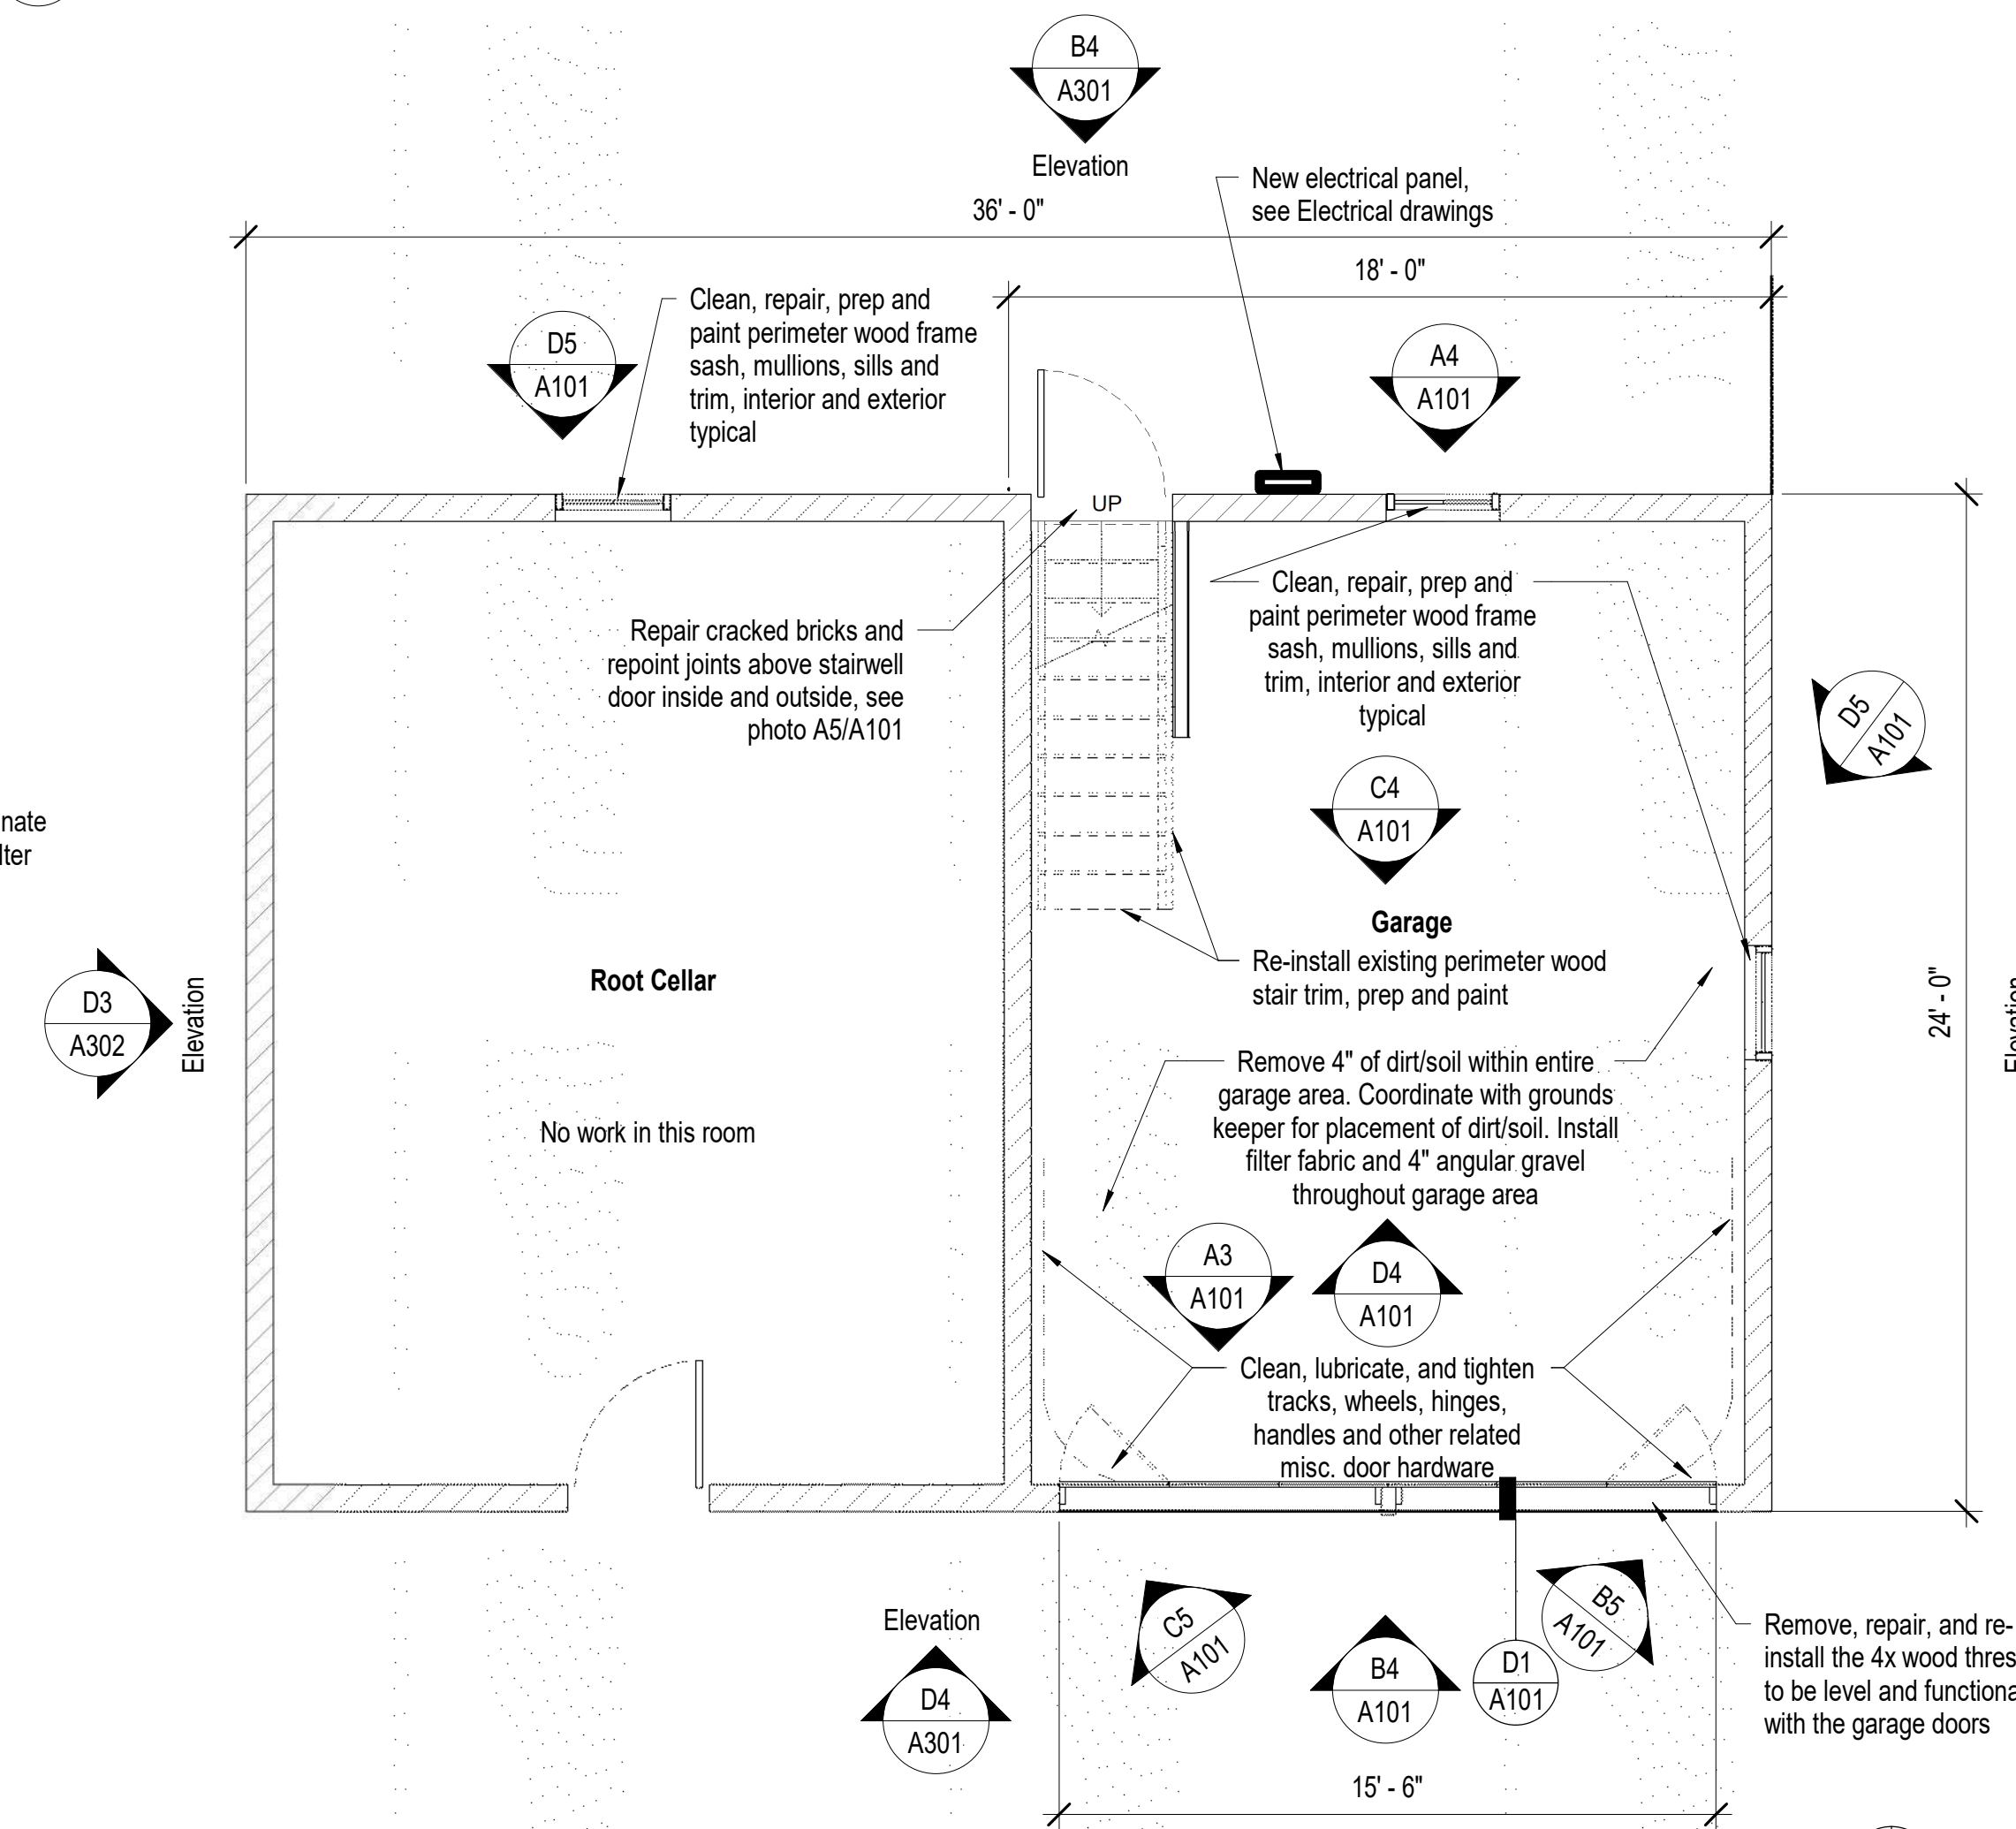 B4
A301
Elevation
New electrical panel,
see Electrical drawings
36' - 0"
18' - 0"
Clean, repair, prep and
paint perimeter wood frame
sash, mullions, sills and
trim, interior and exterior
typical
D5
A101
A4
A101
UP
Clean, repair, prep and
paint perimeter wood frame
sash, mullions, sills and
trim, interior and exterior
typical
Repair cracked bricks and
repoint joints above stairwell
door inside and outside, see
photo A5/A101
D5
A101
C4
A101
nate
lter
Garage
Re-install existing perimeter wood
stair trim, prep and paint
Root Cellar
D3
A302
Elevation
24' - 0"
Elevation
Remove 4" of dirt/soil within entire
garage area. Coordinate with grounds
keeper for placement of dirt/soil. Install
filter fabric and 4" angular gravel
throughout garage area
No work in this room
A3
A101
D4
A101
Clean, lubricate, and tighten
tracks, wheels, hinges,
handles and other related
misc. door hardware
Elevation
D4
A301
C5
A101
B4
A101
D1
A101
B5
A101
Remove, repair, and re-
install the 4x wood thres
to be level and functiona
with the garage doors
15' - 6"